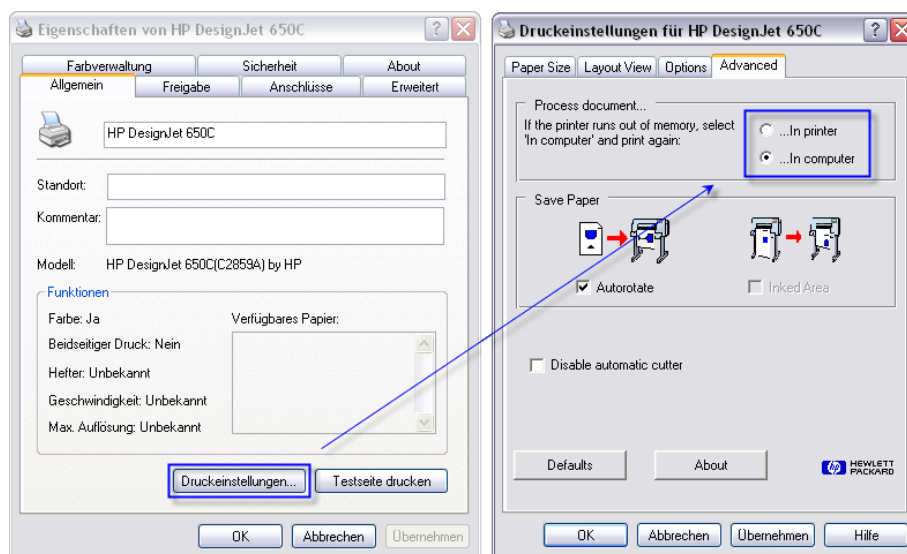 Eigenschaften von HP DesignJet 650C
Farbverwaltung Sicherheit About
Allgemein Freigabe Anschlüsse Erweitert
HP DesignJet 650C
Standort:
Kommentar:
Modell: HP DesignJet 650C(C2859A) by HP
Funktionen
Farbe: Ja Verfügbares Papier:
Beidseitiger Druck: Nein
Hefter: Unbekannt
Geschwindigkeit: Unbekannt
Max. Auflösung: Unbekannt
Druckeinstellungen... Testseite drucken
OK Abbrechen Übernehmen
Druckeinstellungen für HP DesignJet 650C
Paper Size Layout View Options Advanced
Process document...
If the printer runs out of memory, select
'In computer' and print again:
...In printer
...In computer
Save Paper
Autorotate Inked Area
Disable automatic cutter
Defaults About
hp HEWLETT
PACKARD
OK Abbrechen Übernehmen Hilfe